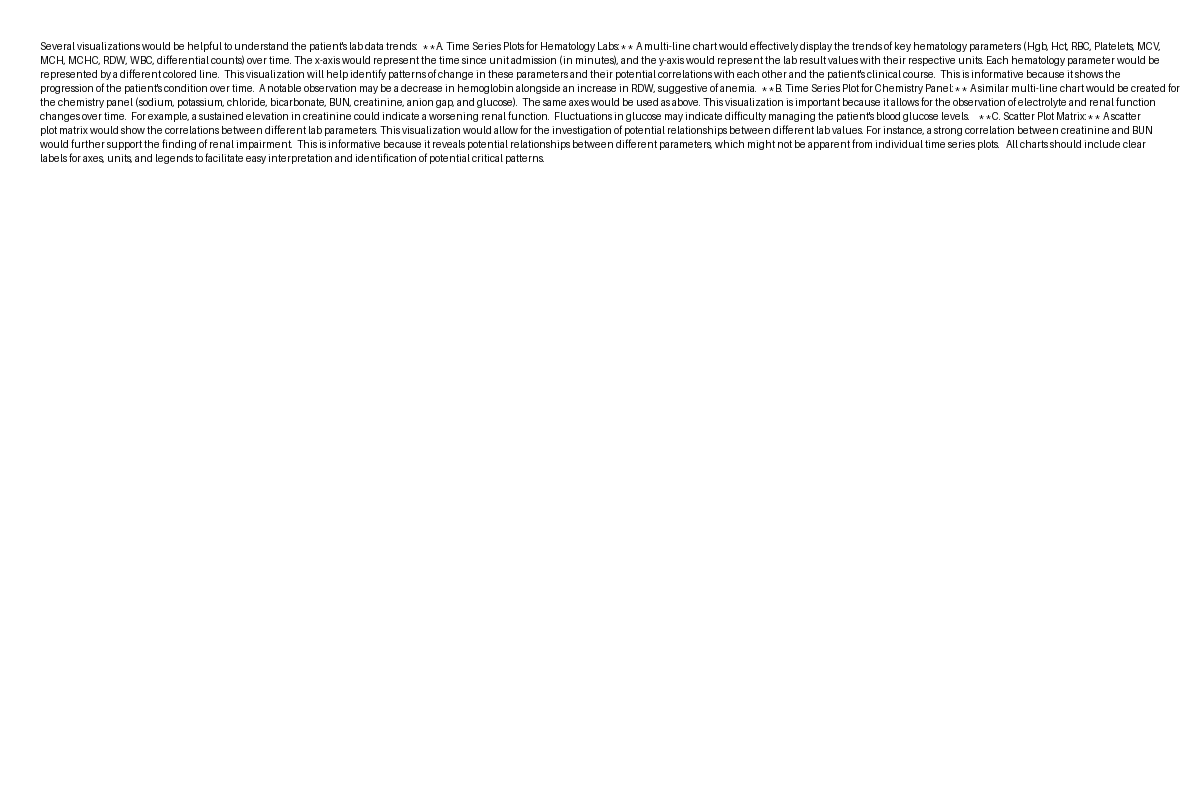 Several visualizations would be helpful to understand the patient's lab data trends:  **A. Time Series Plots for Hematology Labs:** A multi-line chart would effectively display the trends of key hematology parameters (Hgb, Hct, RBC, Platelets, MCV,
MCH, MCHC, RDW, WBC, differential counts) over time. The x-axis would represent the time since unit admission (in minutes), and the y-axis would represent the lab result values with their respective units. Each hematology parameter would be
represented by a different colored line.  This visualization will help identify patterns of change in these parameters and their potential correlations with each other and the patient's clinical course.  This is informative because it shows the
progression of the patient's condition over time.  A notable observation may be a decrease in hemoglobin alongside an increase in RDW, suggestive of anemia.  **B. Time Series Plot for Chemistry Panel:** A similar multi-line chart would be created for
the chemistry panel (sodium, potassium, chloride, bicarbonate, BUN, creatinine, anion gap, and glucose).  The same axes would be used as above. This visualization is important because it allows for the observation of electrolyte and renal function
changes over time.  For example, a sustained elevation in creatinine could indicate a worsening renal function.  Fluctuations in glucose may indicate difficulty managing the patient's blood glucose levels.   **C. Scatter Plot Matrix:** A scatter
plot matrix would show the correlations between different lab parameters. This visualization would allow for the investigation of potential relationships between different lab values. For instance, a strong correlation between creatinine and BUN
would further support the finding of renal impairment.  This is informative because it reveals potential relationships between different parameters, which might not be apparent from individual time series plots.   All charts should include clear
labels for axes, units, and legends to facilitate easy interpretation and identification of potential critical patterns.